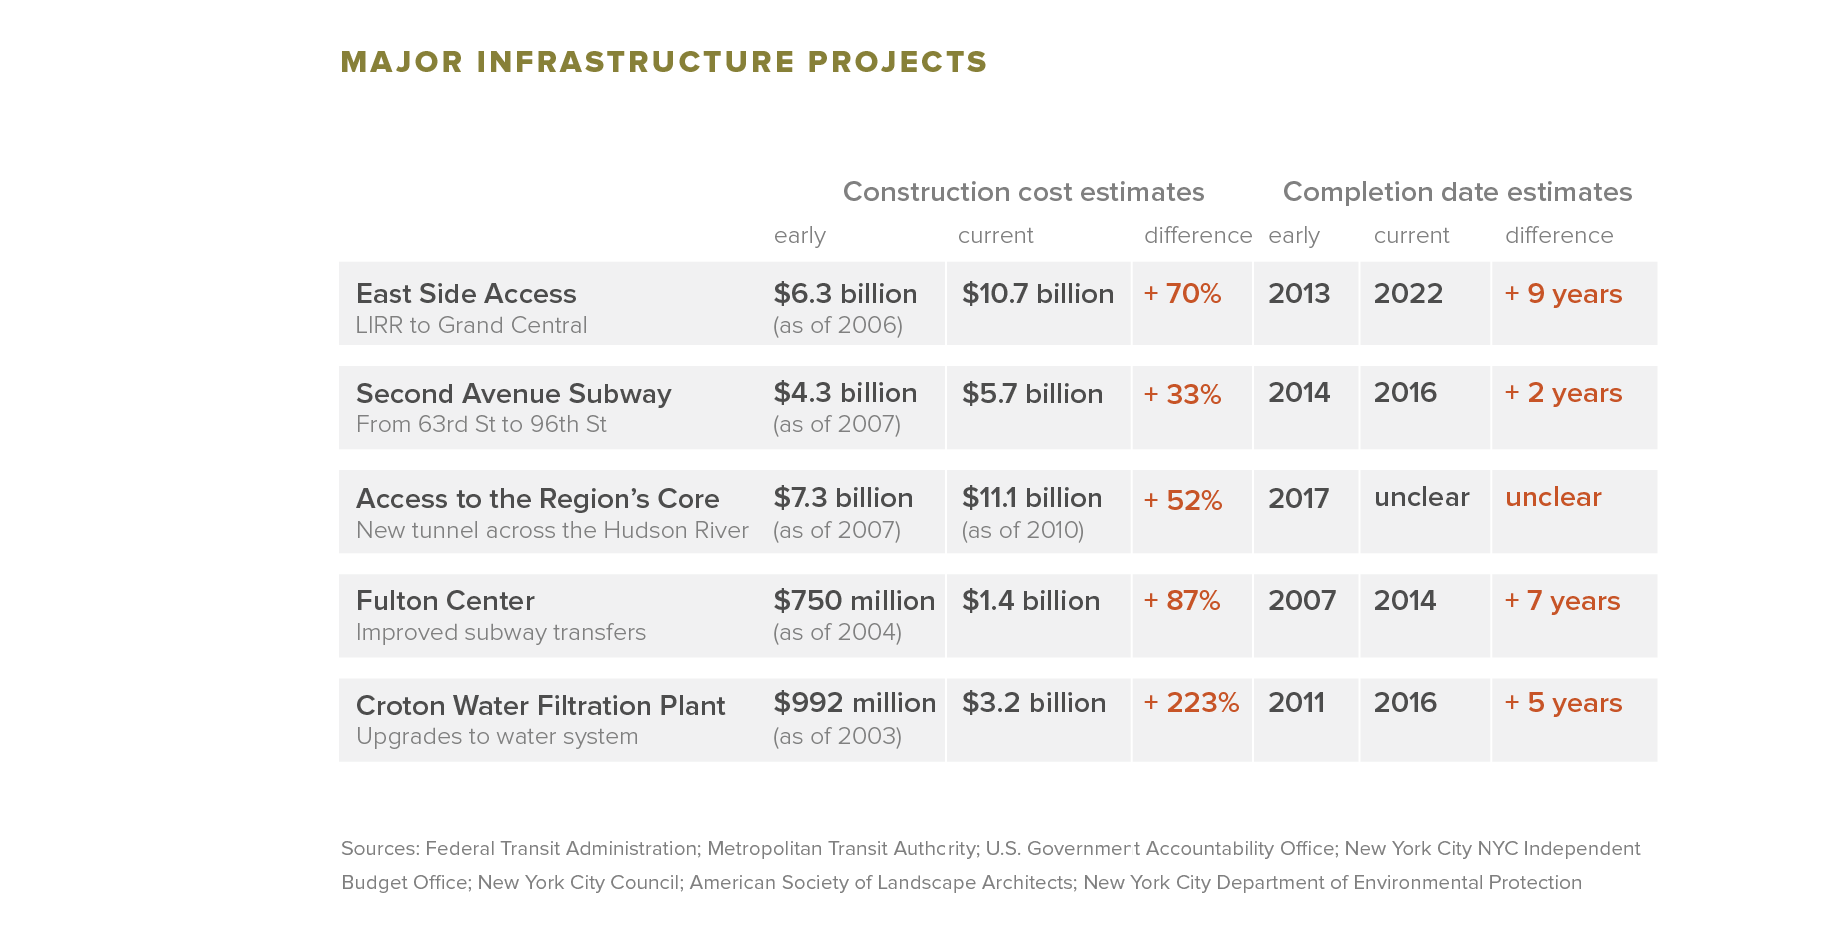 MAJOR INFRASTRUCTURE PROJECTS
Construction cost estimates Completion date estimates
early current difference early current difference
East Side Access $6.3 billion $10.7 billion + 70% 2013 2022 + 9 years
LIRR to Grand Central (as of 2006)
Second Avenue Subway $4.3 billion $5.7 billion + 33% 2014 2016 + 2 years
From 63rd St to 96th St (as of 2007)
Access to the Region’s Core $7.3 billion $11.1 billion + 52% 2017 unclear unclear
New tunnel across the Hudson River (as of 2007) (as of 2010)
Fulton Center $750 million $1.4 billion + 87% 2007 2014 + 7 years
Improved subway transfers (as of 2004)
Croton Water Filtration Plant $992 million $3.2 billion + 223% 2011 2016 + 5 years
Upgrades to water system (as of 2003)
Sources: Federal Transit Administration; Metropolitan Transit Authority; U.S. Government Accountability Office; New York City NYC Independent
Budget Office; New York City Council; American Society of Landscape Architects; New York City Department of Environmental Protection